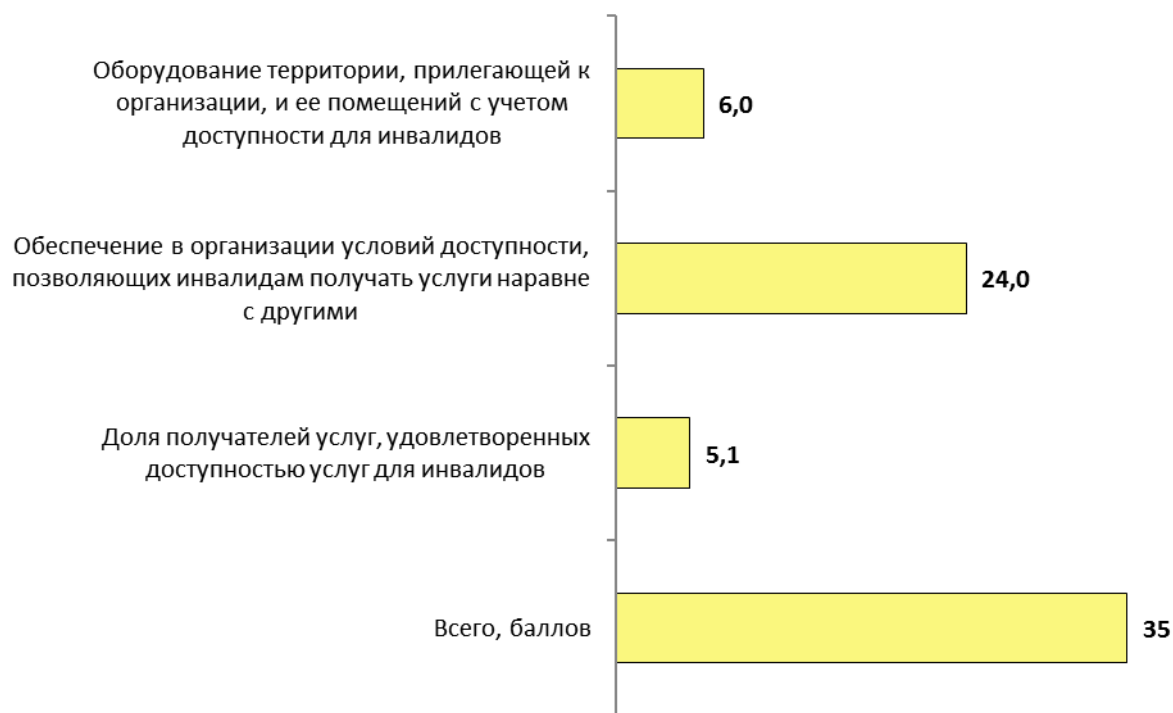 Оборудование территории, прилегающей к
организации, и ее помещений с учетом
доступности для инвалидов
6,0
Обеспечение в организации условий доступности,
позволяющих инвалидам получать услуги наравне
с другими
24,0
Доля получателей услуг, удовлетворенных
доступностью услуг для инвалидов
5,1
Всего, баллов
35